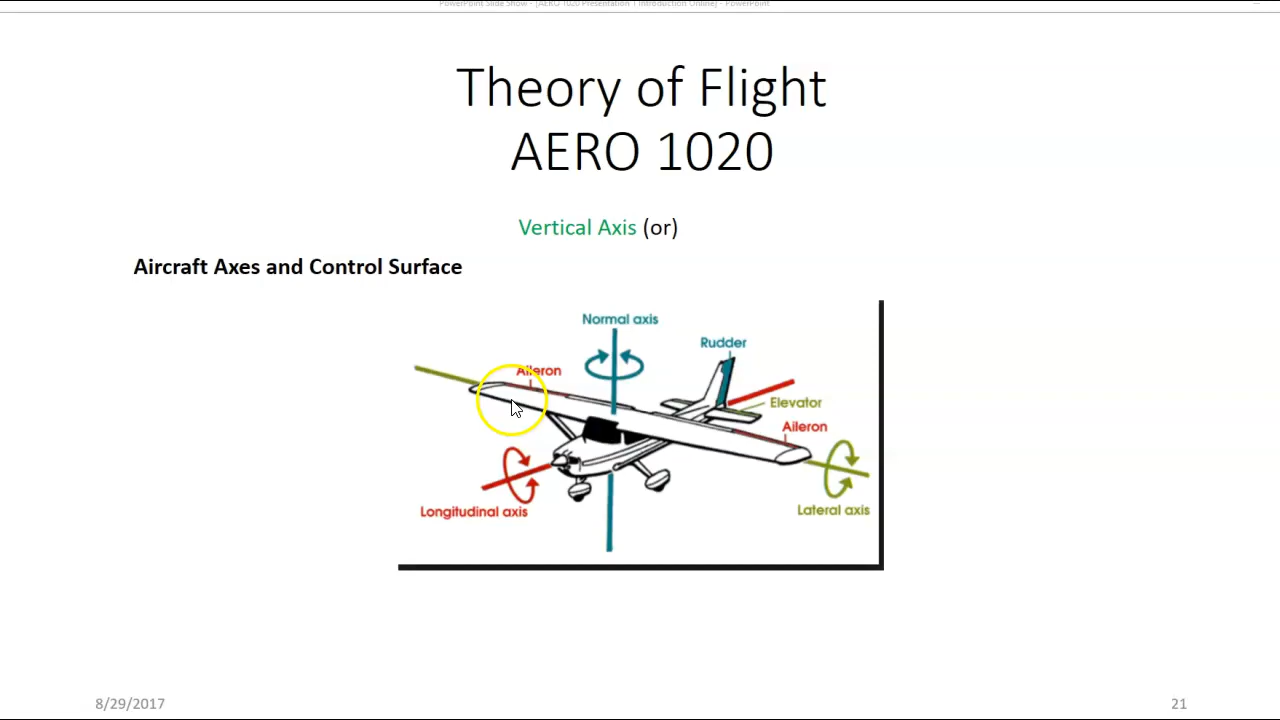 PowerPoint Slide Show - [AERO 1020 Presentation 1 Introduction Online] - PowerPoint
Theory of Flight
AERO 1020
Vertical Axis (or)
Aircraft Axes and Control Surface
Normal axis
Rudder
Aileron
Elevator
Aileron
Longitudinal axis
Lateral axis
8/29/2017
21